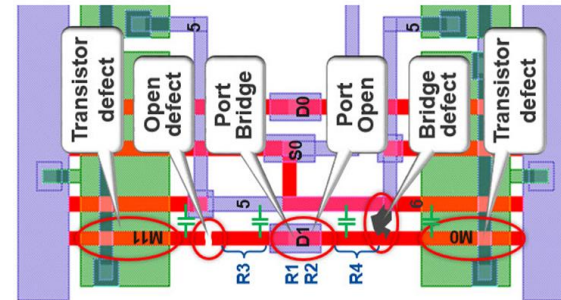 5
5
Transistor
defect
Open
defect
Port
Bridge
Port
Open
Bridge
defect
Transistor
defect
D0
S0
5
6
M11
D1
M0
R3
R1
R2
R4